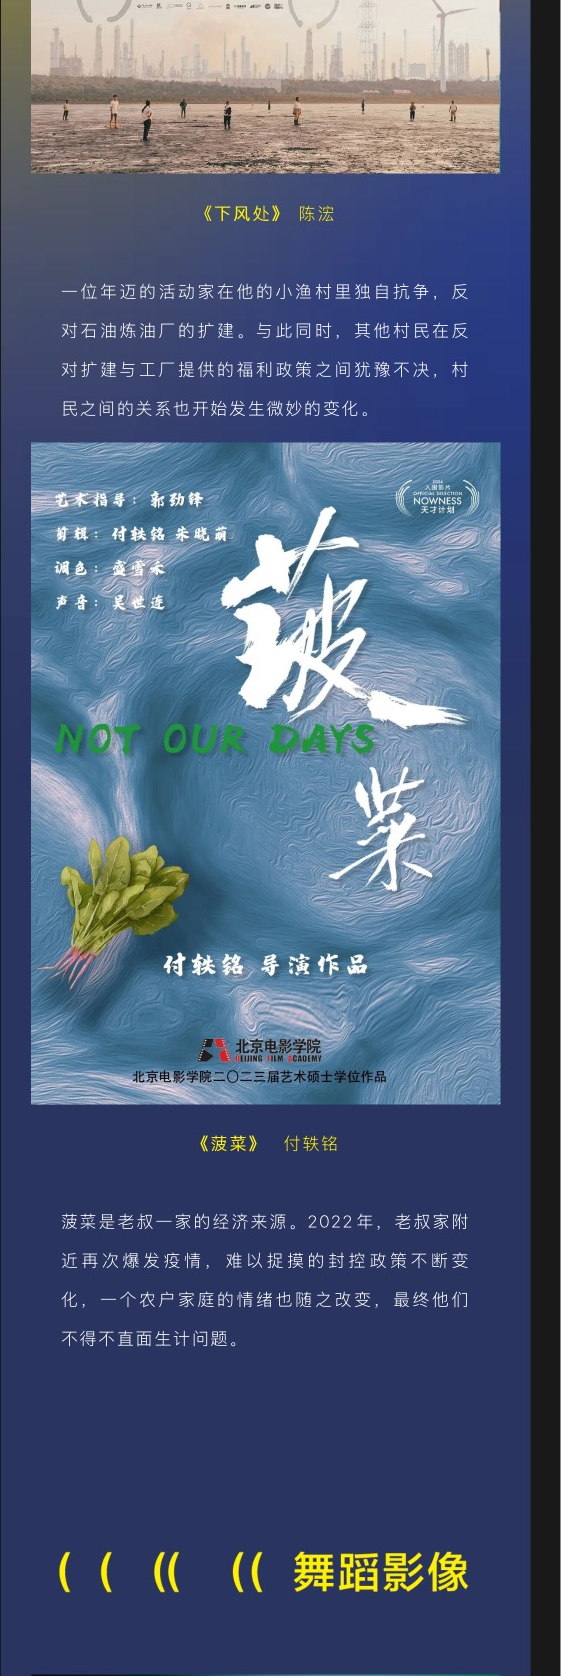 《下风处》 陈浤
一位年迈的活动家在他的小渔村里独自抗争，反
对石油炼油厂的扩建。与此同时，其他村民在反
对扩建与工厂提供的福利政策之间犹豫不决，村
民之间的关系也开始发生微妙的变化。
艺术指导：郭劲锋
剪辑：付轶铭 朱晓萌
调色：盛雪禾
声音：吴世连
2024
入围影片
OFFICIAL SELECTION
NOWNESS
天才计划
菠
NOT OUR DAYS
菜
付轶铭 导演作品
北京电影学院
BEIJING FILM ACADEMY
北京电影学院二〇二三届艺术硕士学位作品
《菠菜》 付轶铭
菠菜是老叔一家的经济来源。2022年，老叔家附
近再次爆发疫情，难以捉摸的封控政策不断变
化，一个农户家庭的情绪也随之改变，最终他们
不得不直面生计问题。
( ( (( (( 舞蹈影像